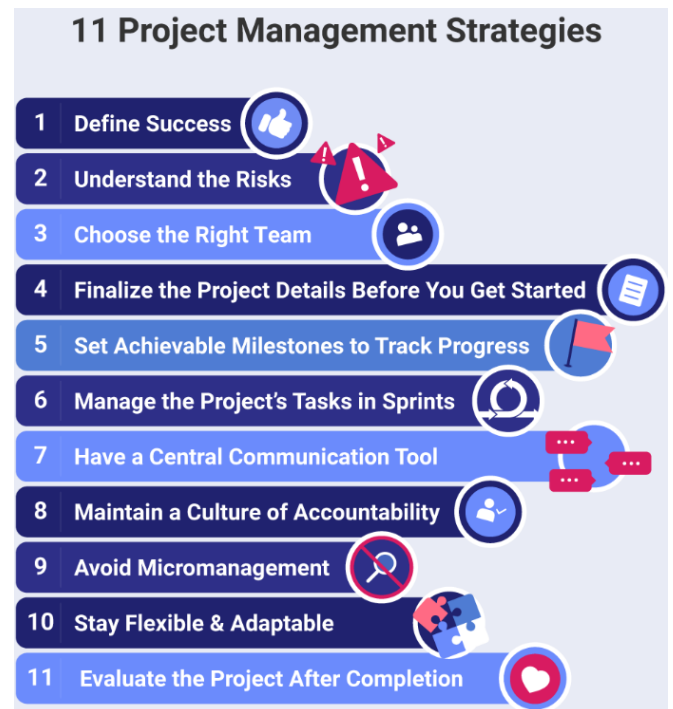 11 Project Management Strategies
1 Define Success
2 Understand the Risks
3 Choose the Right Team
4 Finalize the Project Details Before You Get Started
5 Set Achievable Milestones to Track Progress
6 Manage the Project's Tasks in Sprints
7 Have a Central Communication Tool
8 Maintain a Culture of Accountability
9 Avoid Micromanagement
10 Stay Flexible & Adaptable
11 Evaluate the Project After Completion